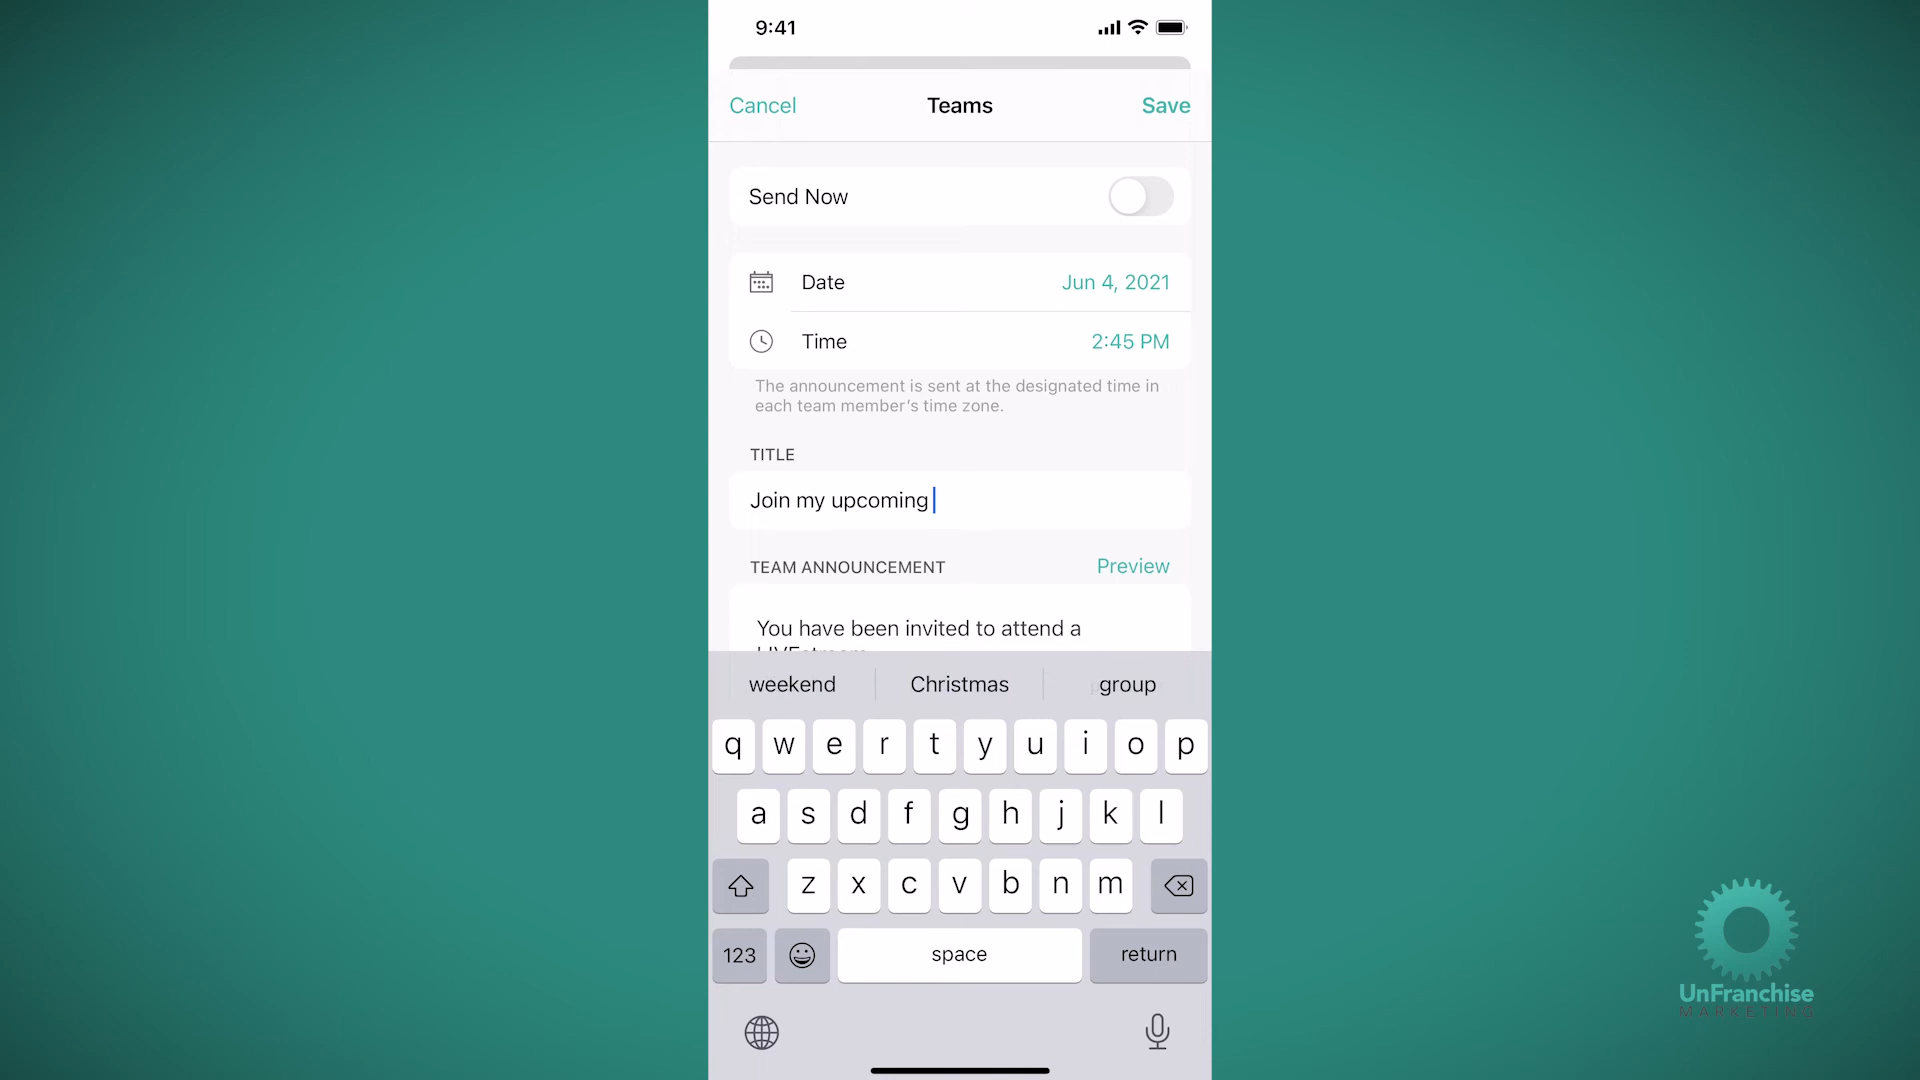 9:41
Cancel Teams Save
Send Now
Date Jun 4, 2021
Time 2:45 PM
The announcement is sent at the designated time in
each team member’s time zone.
TITLE
Join my upcoming
TEAM ANNOUNCEMENT Preview
You have been invited to attend a
LIVEstream
weekend Christmas group
q w e r t y u i o p
a s d f g h j k l
z x c v b n m
123 space return
UnFranchise
MARKETING